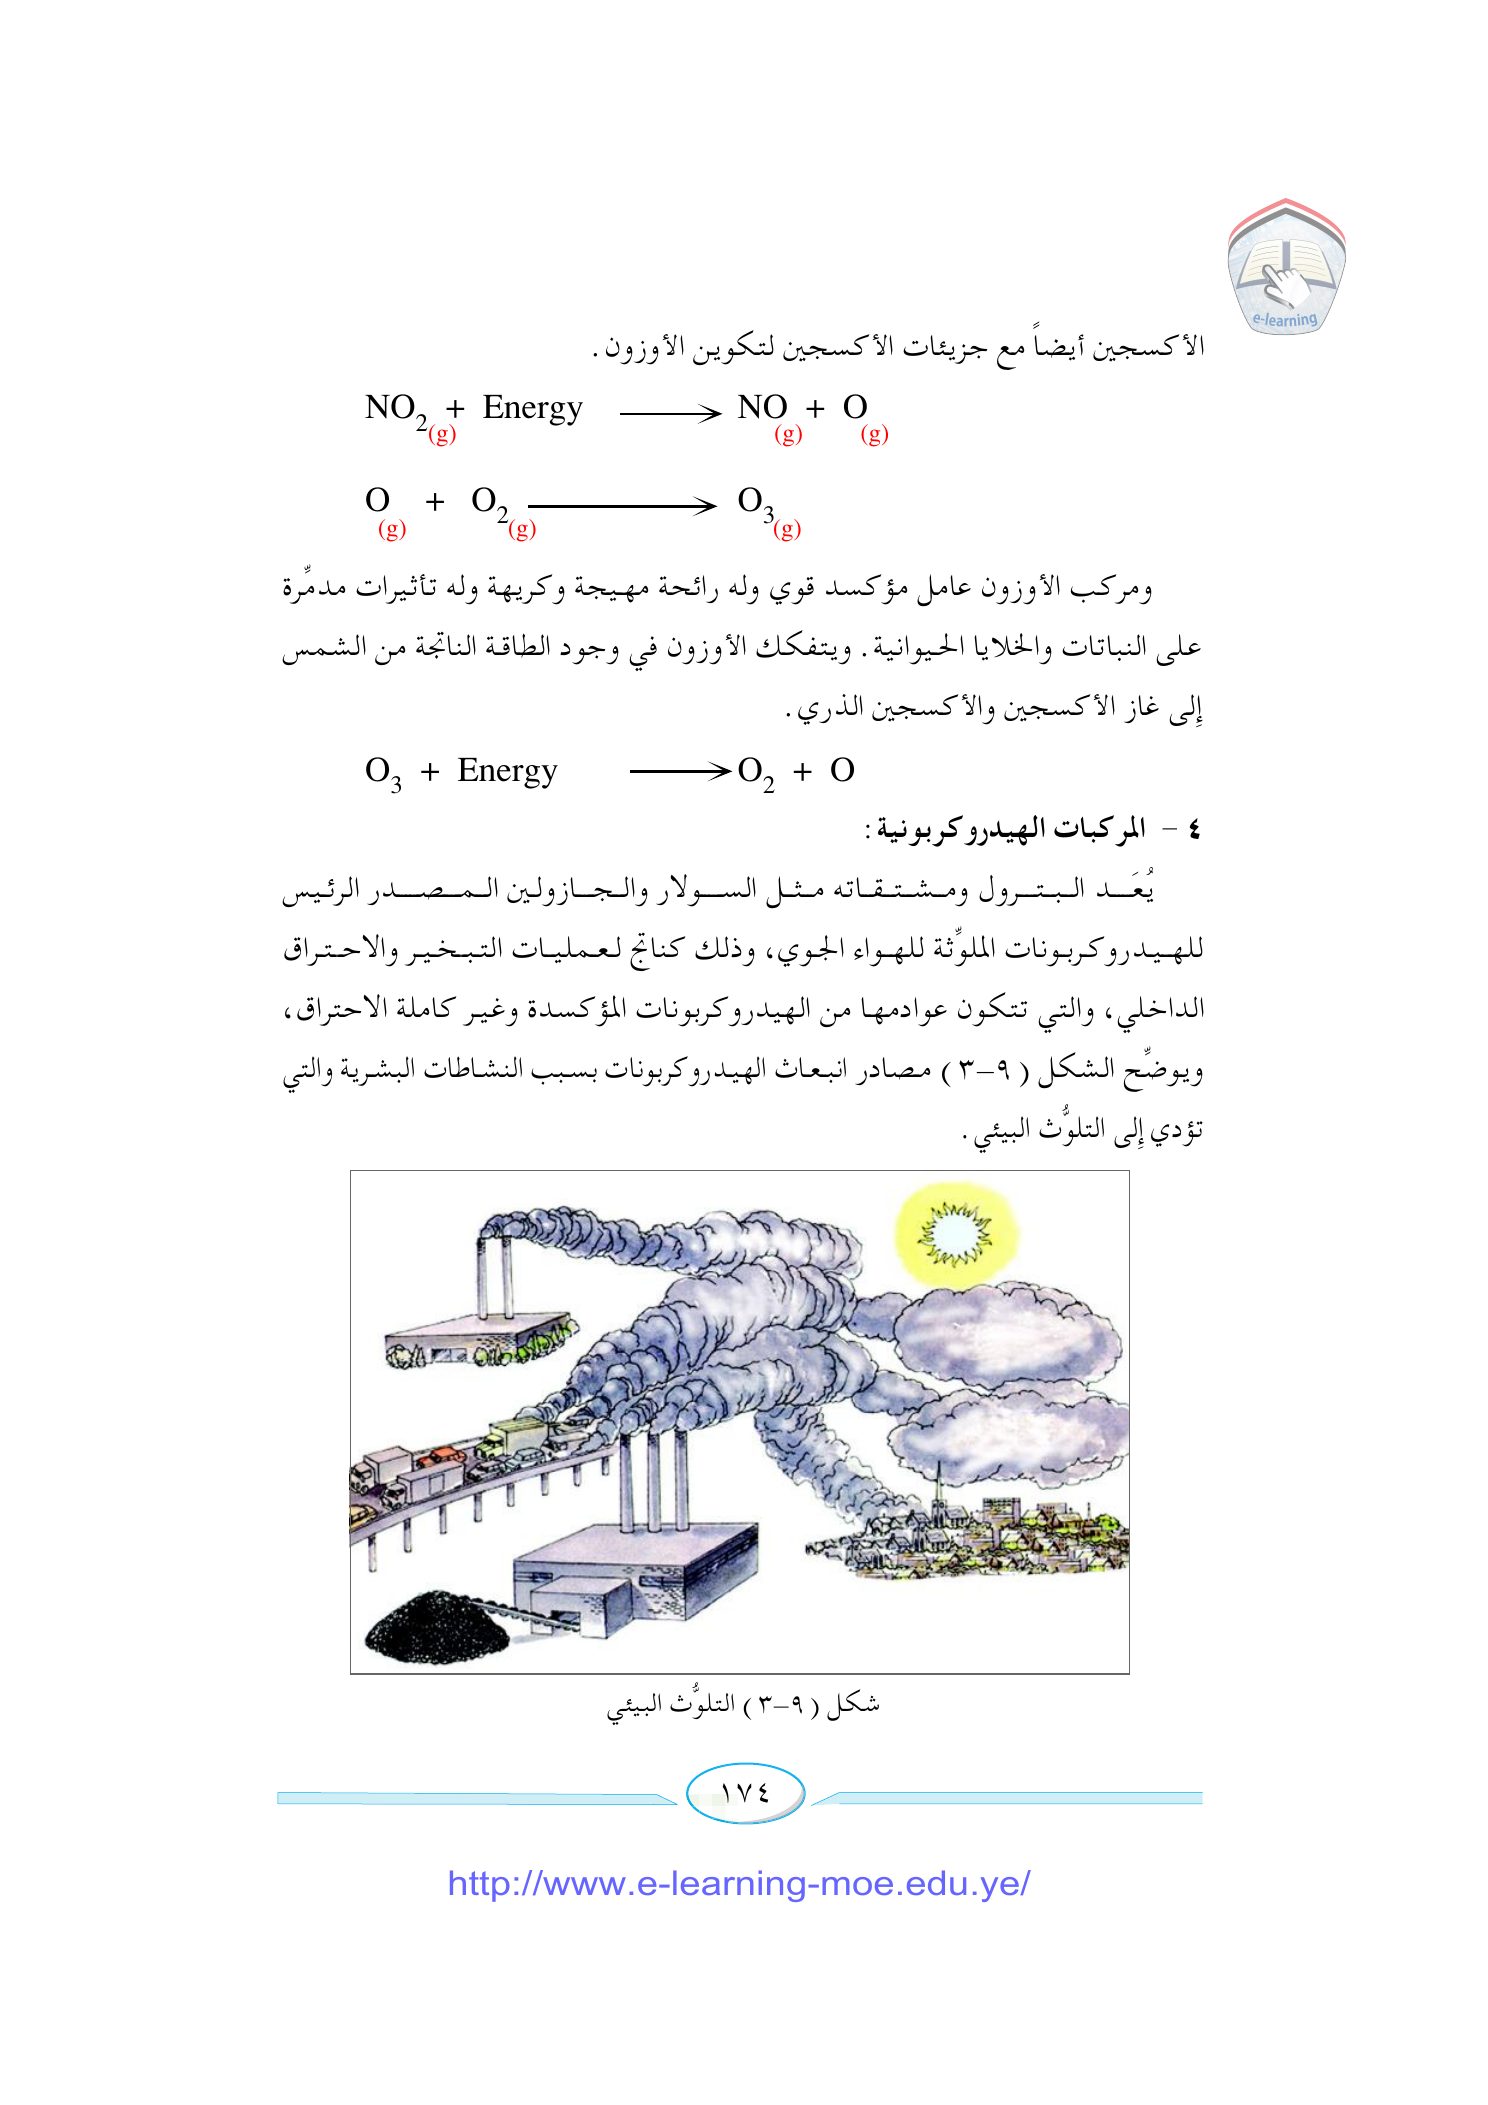 e-learning
الأكسجين أيضاً مع جزيئات الأكسجين لتكوين الأوزون .
NO2(g) + Energy ⟶ NO(g) + O(g)
O(g) + O2(g) ⟶ O3(g)
ومركب الأوزون عامل مؤكسد قوي وله رائحة مهيجة وكريهة وله تأثيرات مدمِّرة
على النباتات والخلايا الحيوانية . ويتفكك الأوزون في وجود الطاقة الناتجة من الشمس
إِلى غاز الأكسجين والأكسجين الذري .
O3 + Energy ⟶ O2 + O
٤ - المركبات الهيدروكربونية :
يُعَد البترول ومشتقاته مثل السولار والجازولين المصدر الرئيس
للهيدروكربونات الملوِّثة للهواء الجوي، وذلك كناتج لعمليات التبخير والاحتراق
الداخلي، والتي تتكون عوادمها من الهيدروكربونات المؤكسدة وغير كاملة الاحتراق،
ويوضِّح الشكل ( ٩-٣ ) مصادر انبعاث الهيدروكربونات بسبب النشاطات البشرية والتي
تؤدي إِلى التلوُّث البيئي .
شكل ( ٩-٣ ) التلوُّث البيئي
١٧٤
http://www.e-learning-moe.edu.ye/